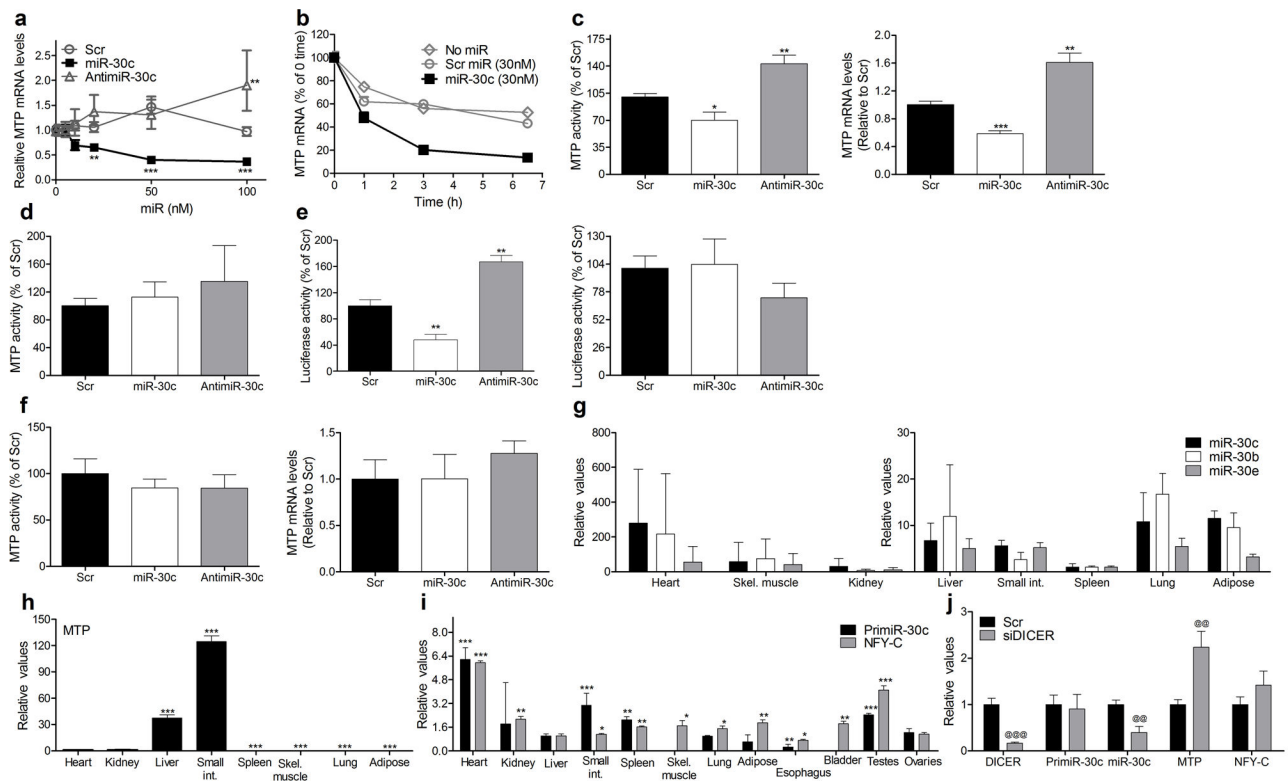 a
Realtive MTP mRNA levels
2.5
2.0
1.5
1.0
0.5
0.0
Scr
miR-30c
AntimiR-30c
**
**
***
***
0
50
100
miR (nM)
b
MTP mRNA (% of 0 time)
120
100
80
60
40
20
0
No miR
Scr miR (30nM)
miR-30c (30nM)
0 1 2 3 4 5 6 7
Time (h)
c
MTP activity (% of Scr)
175
140
105
70
35
0
*
**
Scr miR-30c AntimiR-30c
MTP mRNA levels
(Relative to Scr)
2.0
1.5
1.0
0.5
0.0
***
**
Scr miR-30c AntimiR-30c
d
MTP activity (% of Scr)
200
160
120
80
40
0
Scr miR-30c AntimiR-30c
e
Luciferase activity (% of Scr)
200
160
120
80
40
0
**
**
Scr miR-30c AntimiR-30c
Luciferase activity (% of Scr)
130
104
78
52
26
0
Scr miR-30c AntimiR-30c
f
MTP activity (% of Scr)
150
100
50
0
Scr miR-30c AntimiR-30c
MTP mRNA levels
(Relative to Scr)
1.5
1.0
0.5
0.0
Scr miR-30c AntimiR-30c
g
Relative values
800
600
400
200
0
Heart Skel. muscle Kidney
Relative values
30
20
10
0
miR-30c
miR-30b
miR-30e
Liver Small int. Spleen Lung Adipose
h
MTP
Relative values
150
120
90
60
30
0
*** *** *** *** *** ***
Heart Kidney Liver Small int. Spleen Skel. muscle Lung Adipose
i
Relative values
8.0
6.4
4.8
3.2
1.6
0.0
PrimiR-30c
NFY-C
*** *** ** *** * ** ** * * ** ** * ** *** ***
Heart Kidney Liver Small int. Spleen Skel. muscle Lung Adipose Esophagus Bladder Testes Ovaries
j
Relative values
3
2
1
0
Scr
siDICER
@@@
@@
@@
DICER PrimiR-30c miR-30c MTP NFY-C